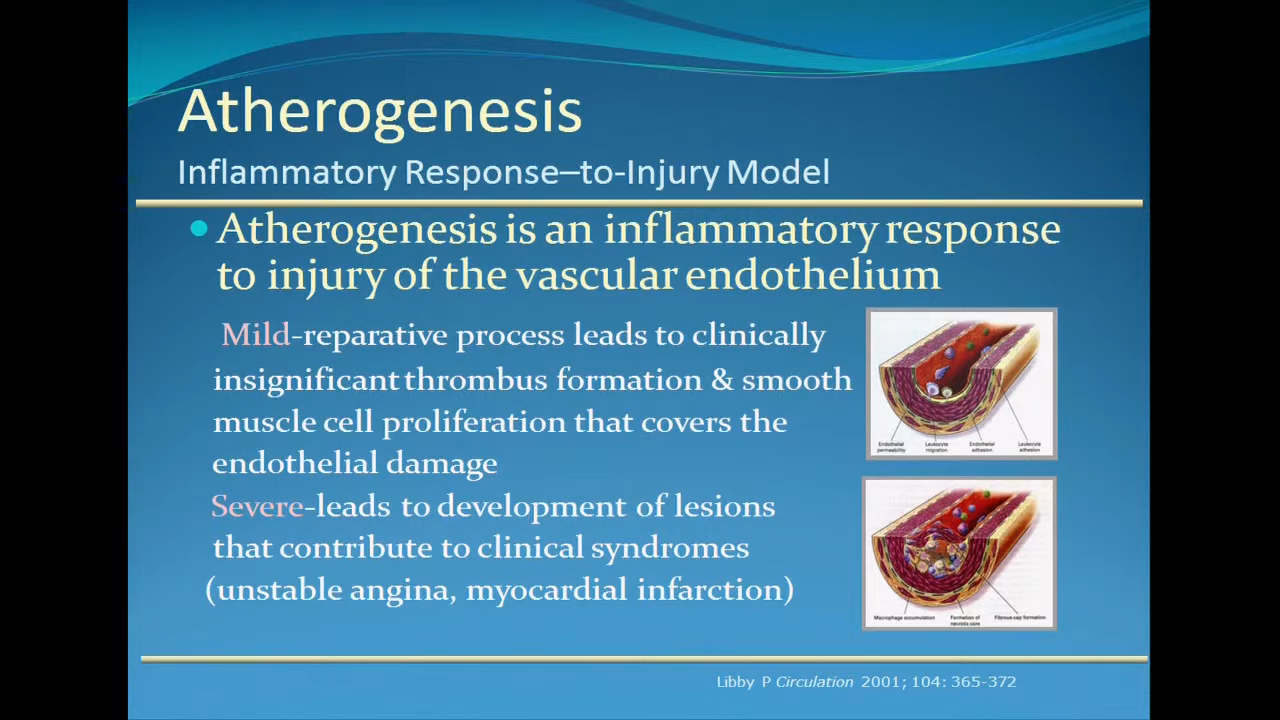 Atherogenesis
Inflammatory Response–to-Injury Model
• Atherogenesis is an inflammatory response
to injury of the vascular endothelium
Mild-reparative process leads to clinically
insignificant thrombus formation & smooth
muscle cell proliferation that covers the
endothelial damage
Severe-leads to development of lesions
that contribute to clinical syndromes
(unstable angina, myocardial infarction)
Endothelial permeability
Leukocyte migration
Endothelial adhesion
Leukocyte adhesion
Macrophage accumulation
Formation of necrotic core
Fibrous-cap formation
Libby P Circulation 2001; 104: 365-372